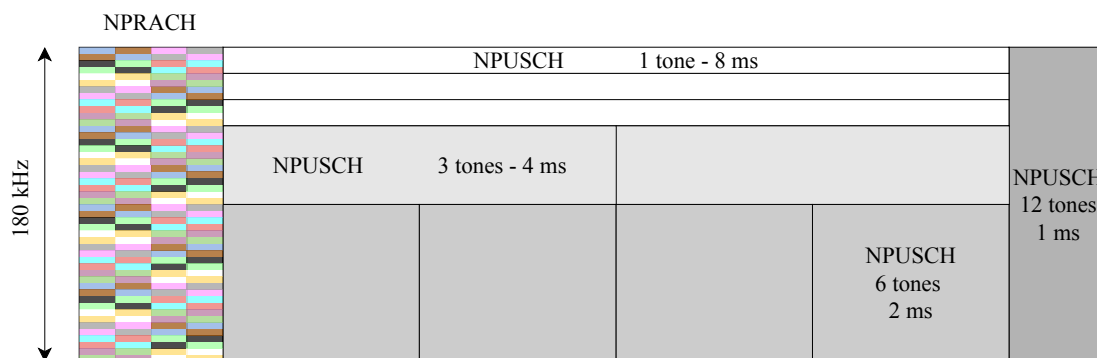 NPRACH
180 kHz
NPUSCH 1 tone - 8 ms
NPUSCH 3 tones - 4 ms
NPUSCH
6 tones
2 ms
NPUSCH
12 tones
1 ms